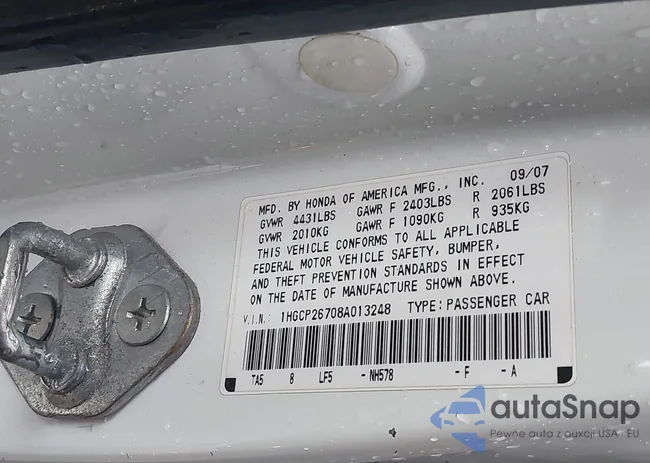 MFD. BY HONDA OF AMERICA MFG., INC. 09/07
GVWR 4431LBS GAWR F 2403LBS R 2061LBS
GVWR 2010KG GAWR F 1090KG R 935KG
THIS VEHICLE CONFORMS TO ALL APPLICABLE
FEDERAL MOTOR VEHICLE SAFETY, BUMPER,
AND THEFT PREVENTION STANDARDS IN EFFECT
ON THE DATE OF MANUFACTURE SHOWN ABOVE.
V.I.N.: 1HGCP26708A013248 TYPE: PASSENGER CAR
TA5 8 LF5 -NH578 -F -A
autaSnap
Pewne auta z aukcji USA i EU